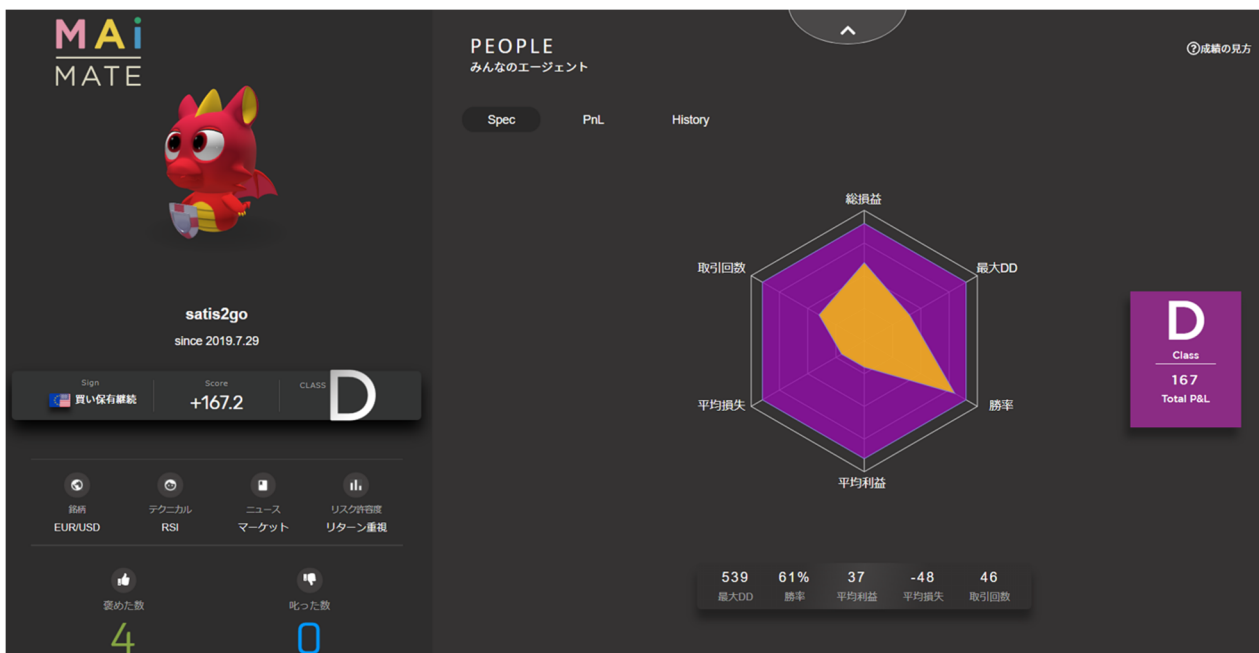 MAi
MATE
satis2go
since 2019.7.29
Sign
買い保有継続
Score
+167.2
CLASS
D
銘柄
EUR/USD
テクニカル
RSI
ニュース
マーケット
リスク許容度
リターン重視
褒めた数
4
叱った数
0
PEOPLE
みんなのエージェント
?成績の見方
Spec
PnL
History
総損益
最大DD
勝率
平均利益
平均損失
取引回数
D
Class
167
Total P&L
539
最大DD
61%
勝率
37
平均利益
-48
平均損失
46
取引回数